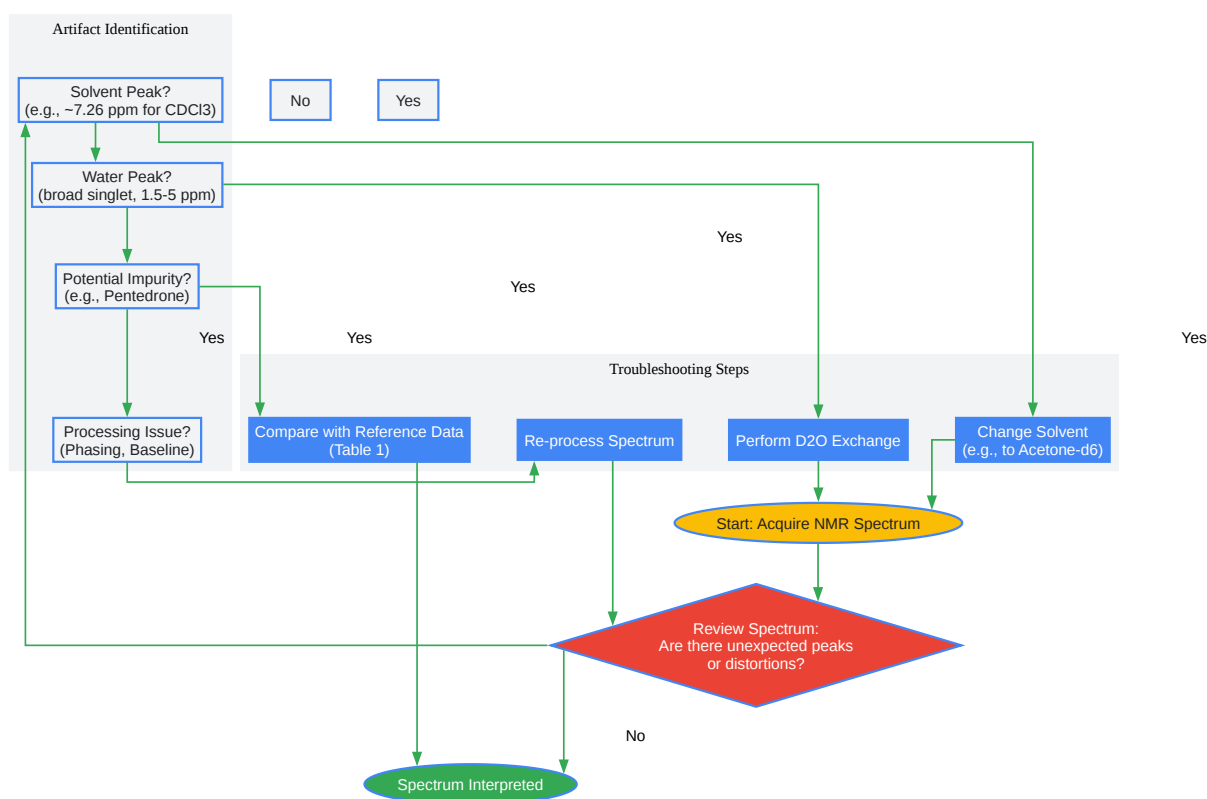 Artifact Identification
Solvent Peak?
(e.g., ~7.26 ppm for CDCl3)
No
Yes
Water Peak?
(broad singlet, 1.5-5 ppm)
Yes
Potential Impurity?
(e.g., Pentedrone)
Yes
Yes
Yes
Yes
Troubleshooting Steps
Processing Issue?
(Phasing, Baseline)
Compare with Reference Data
(Table 1)
Re-process Spectrum
Perform D2O Exchange
Change Solvent
(e.g., to Acetone-d6)
Start: Acquire NMR Spectrum
Review Spectrum:
Are there unexpected peaks
or distortions?
No
Spectrum Interpreted